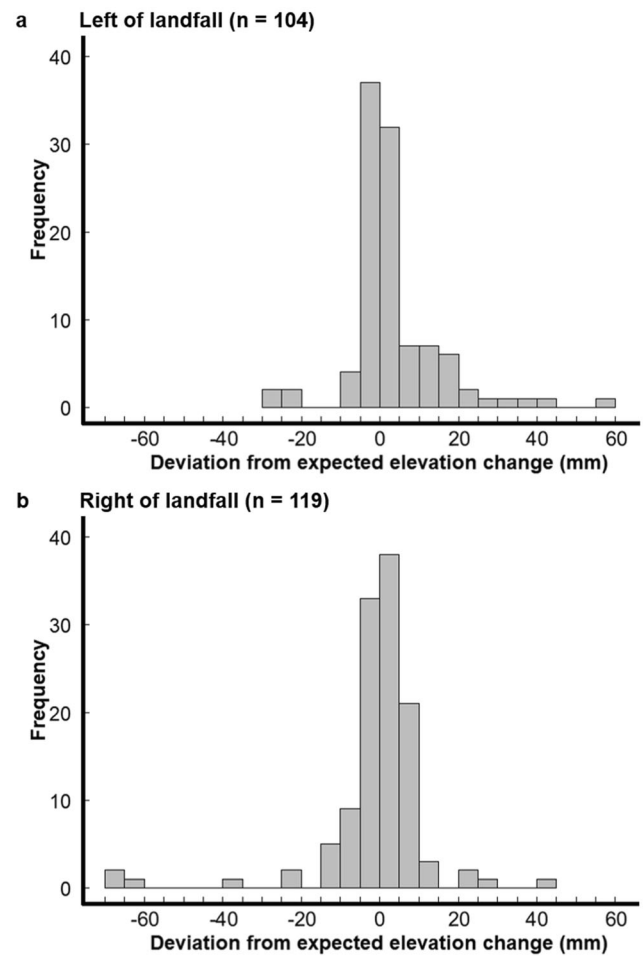 a Left of landfall (n = 104)
40
30
20
10
0
Frequency
-60 -40 -20 0 20 40 60
Deviation from expected elevation change (mm)
b Right of landfall (n = 119)
40
30
20
10
0
Frequency
-60 -40 -20 0 20 40 60
Deviation from expected elevation change (mm)